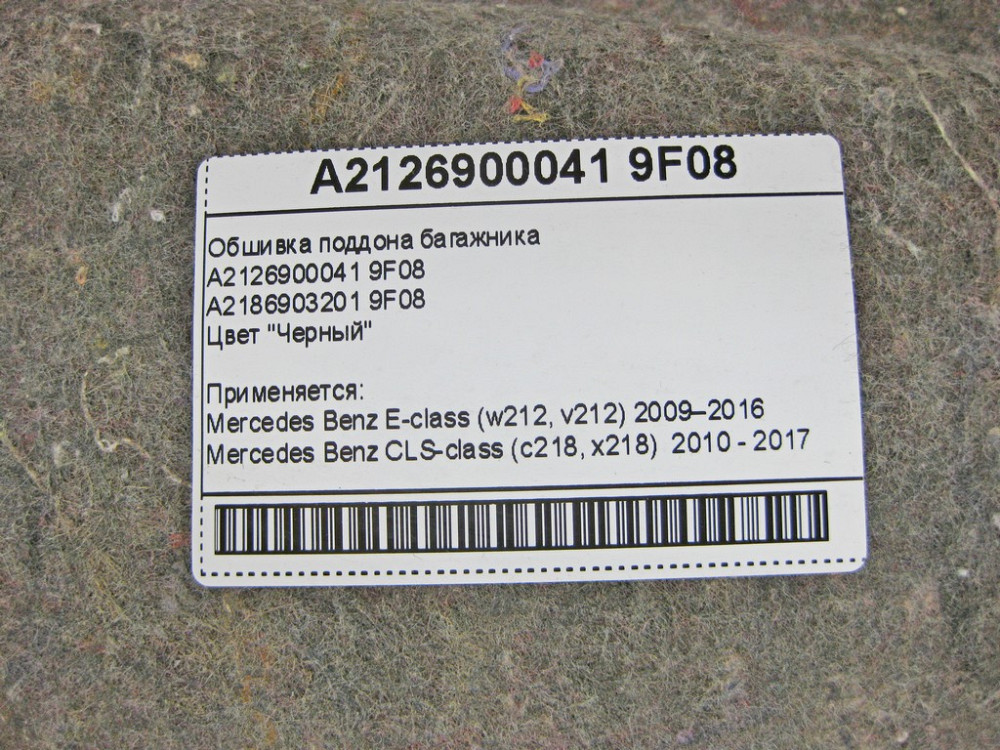 A2126900041 9F08
Обшивка поддона багажника
A2126900041 9F08
A2186903201 9F08
Цвет "Черный"
Применяется:
Mercedes Benz E-class (w212, v212) 2009–2016
Mercedes Benz CLS-class (c218, x218) 2010 - 2017